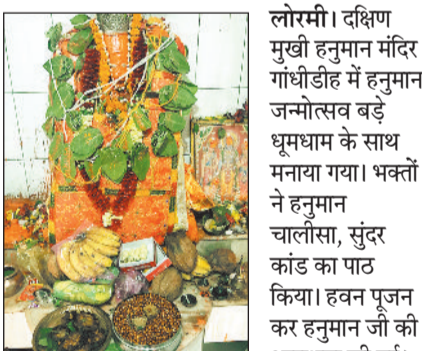 लोरमी। दक्षिण
मुखी हनुमान मंदिर
गांधीडीह में हनुमान
जन्मोत्सव बड़े
धूमधाम के साथ
मनाया गया। भक्तों
ने हनुमान
चालीसा, सुंदर
कांड का पाठ
किया। हवन पूजन
कर हनुमान जी की